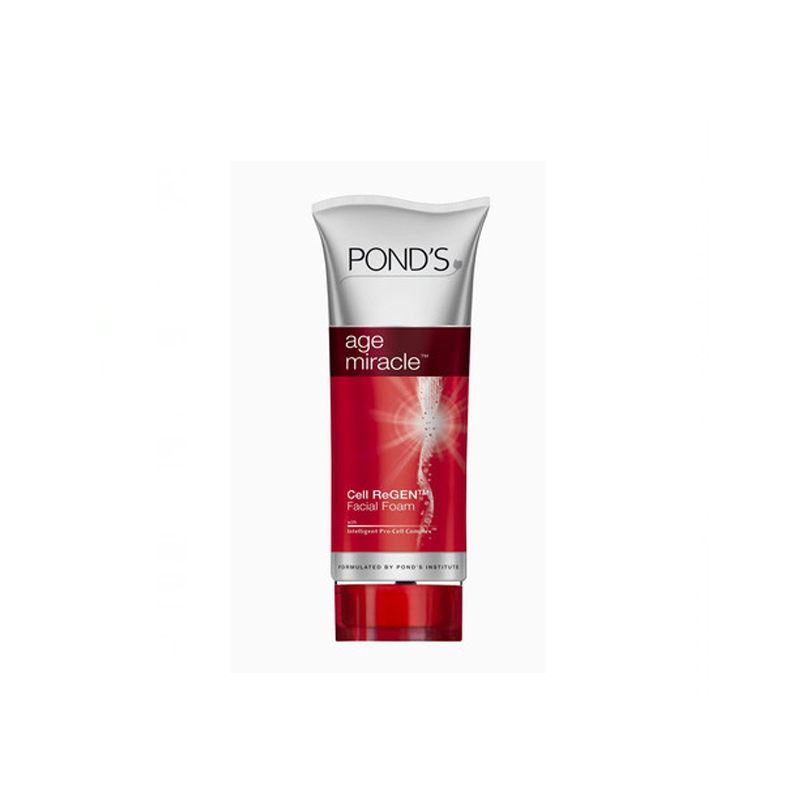 POND'S
age
miracle™
Cell ReGEN™
Facial Foam
with
Intelligent Pro-Cell Complex™
FORMULATED BY POND'S INSTITUTE